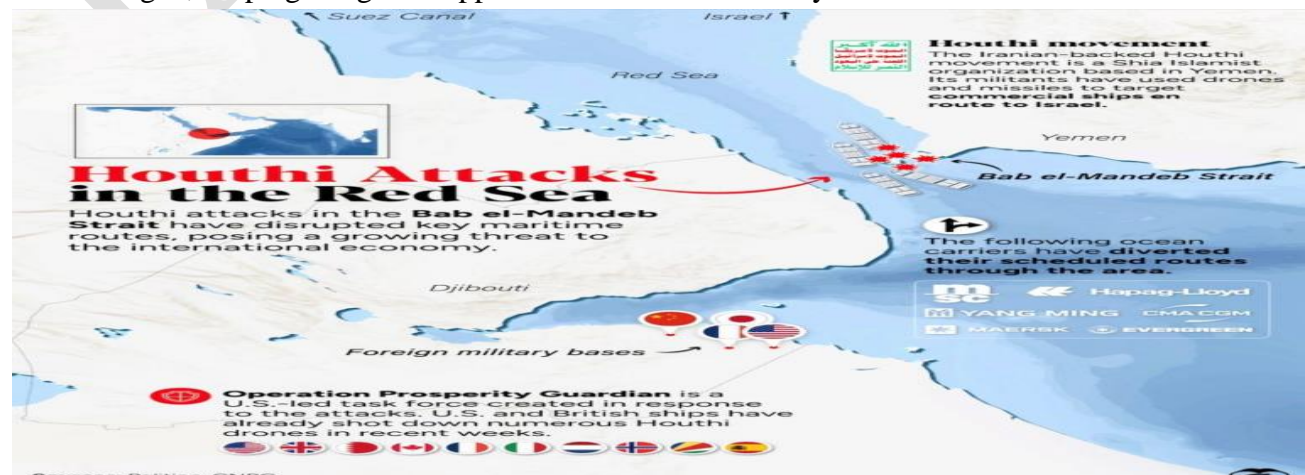 Suez Canal
Israel
Red Sea
Houthi movement
The Iranian-backed Houthi
movement is a Shia Islamist
organization based in Yemen.
Its militants have used drones
and missiles to target
commercial ships en
route to Israel.
Yemen
Bab el-Mandeb Strait
Houthi Attacks
in the Red Sea
Houthi attacks in the Bab el-Mandeb
Strait have disrupted key maritime
routes, posing a growing threat to
the international economy.
The following ocean
carriers have diverted
their scheduled routes
through the area.
msc
Hapag-Lloyd
YANG MING
CMA CGM
MAERSK
EVERGREEN
Djibouti
Foreign military bases
Operation Prosperity Guardian is a
U.S.-led task force created in response
to the attacks. U.S. and British ships have
already shot down numerous Houthi
drones in recent weeks.